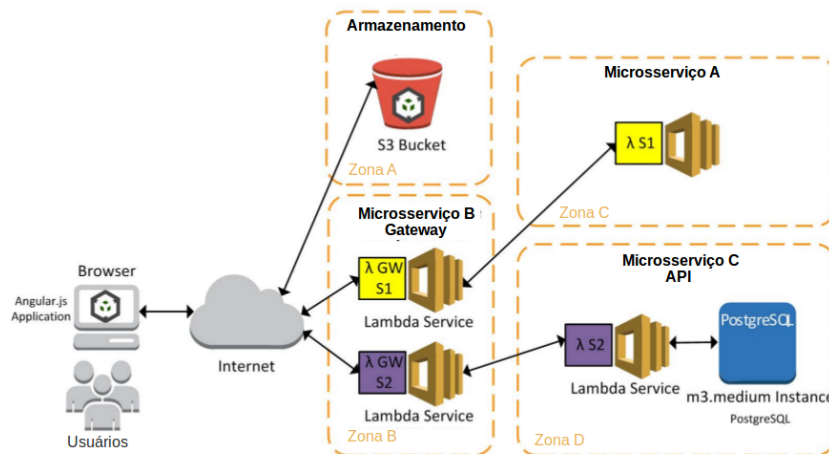 Armazenamento
S3 Bucket
Zona A
Microsserviço A
λ S1
Zona C
Microsserviço B
Gateway
λ GW
S1
Lambda Service
λ GW
S2
Lambda Service
Zona B
Microsserviço C
API
λ S2
Lambda Service
PostgreSQL
m3.medium Instance
PostgreSQL
Zona D
Browser
Angular.js
Application
Internet
Usuários